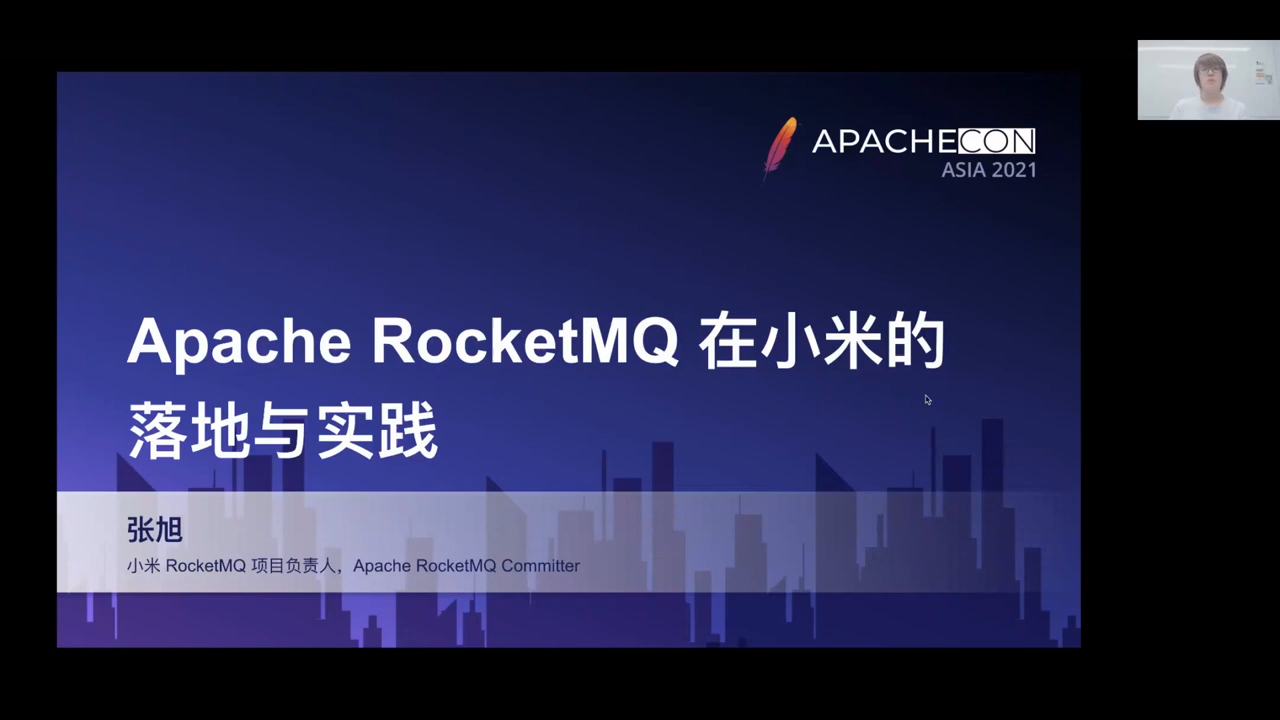 APACHECON
ASIA 2021
Apache RocketMQ 在小米的
落地与实践
张旭
小米 RocketMQ 项目负责人，Apache RocketMQ Committer